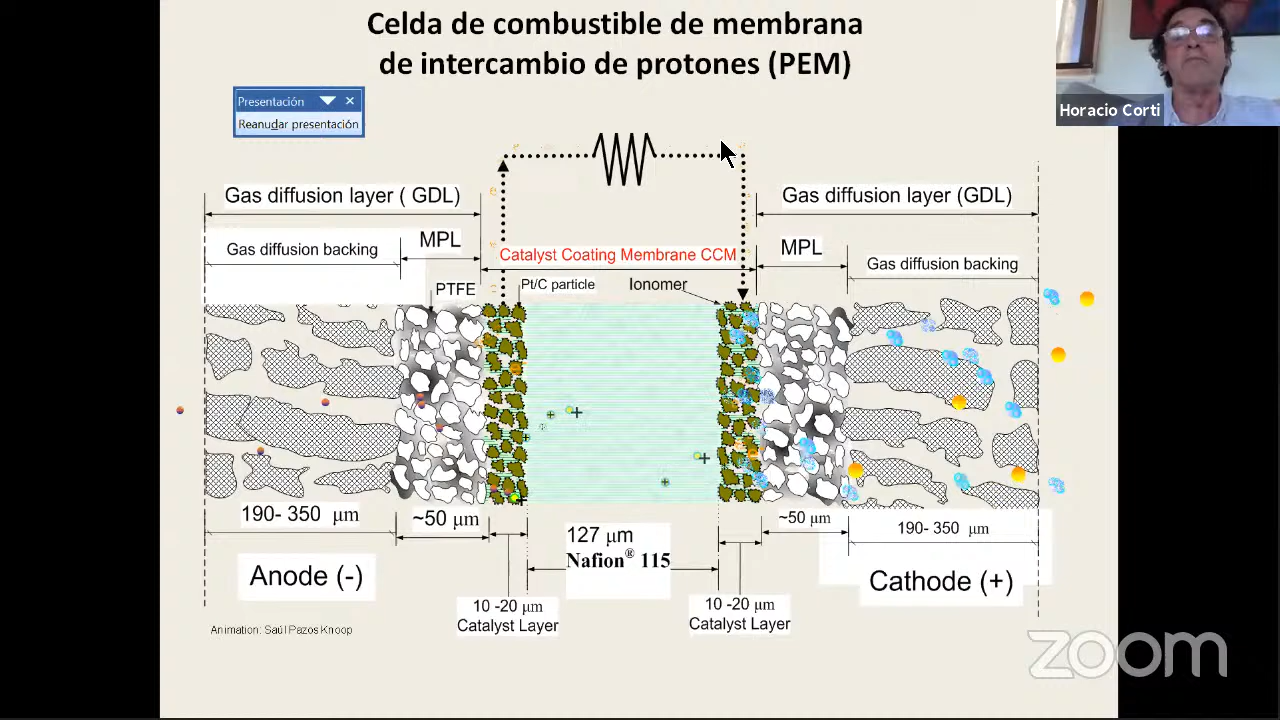 Celda de combustible de membrana
de intercambio de protones (PEM)
Horacio Corti
Presentación
Reanudar presentación
Gas diffusion layer ( GDL)
Gas diffusion layer (GDL)
Gas diffusion backing
MPL
Catalyst Coating Membrane CCM
MPL
Gas diffusion backing
PTFE
Pt/C particle
Ionomer
190- 350 μm
~50 μm
127 μm
Nafion® 115
~50 μm
190- 350 μm
Anode (-)
Cathode (+)
10 -20 μm
Catalyst Layer
10 -20 μm
Catalyst Layer
Animation: Saúl Pazos Knoop
zoom